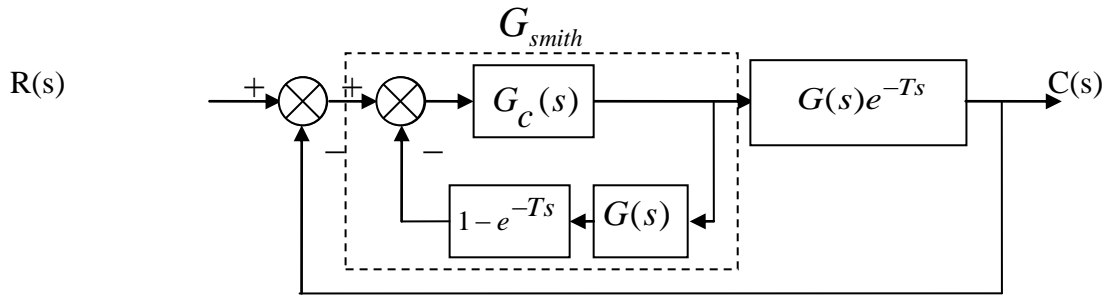 G_smith
R(s)
+
+
G_c(s)
G(s)e^{-Ts}
C(s)
−
−
1 − e^{-Ts}
G(s)